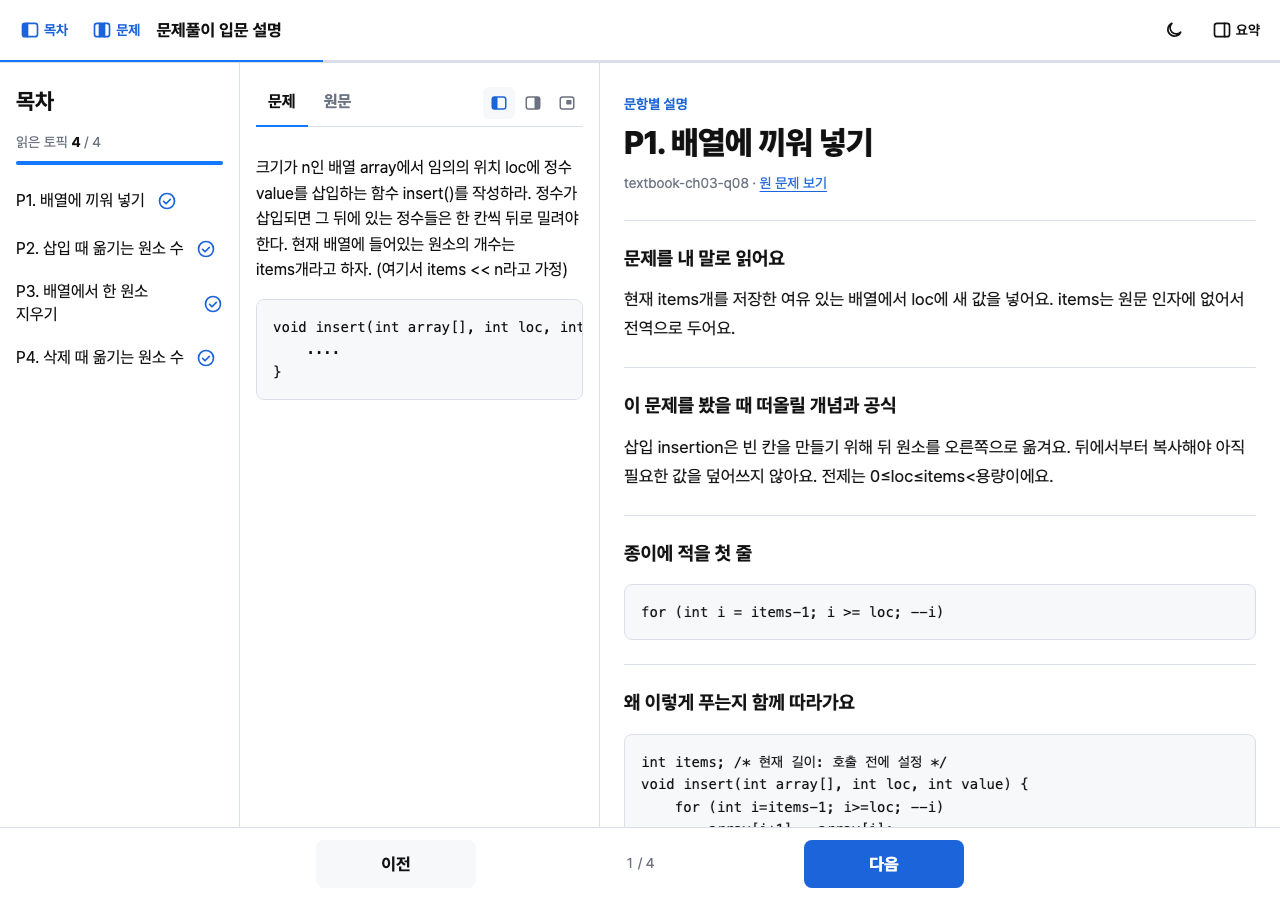 목차 문제 문제풀이 입문 설명 요약
목차
읽은 토픽 4 / 4
P1. 배열에 끼워 넣기
P2. 삽입 때 옮기는 원소 수
P3. 배열에서 한 원소
지우기
P4. 삭제 때 옮기는 원소 수
문제 원문
크기가 n인 배열 array에서 임의의 위치 loc에 정수
value를 삽입하는 함수 insert()를 작성하라. 정수가
삽입되면 그 뒤에 있는 정수들은 한 칸씩 뒤로 밀려야
한다. 현재 배열에 들어있는 원소의 개수는
items개라고 하자. (여기서 items << n라고 가정)
void insert(int array[], int loc, int
....
}
문항별 설명
P1. 배열에 끼워 넣기
textbook-ch03-q08 · 원 문제 보기
문제를 내 말로 읽어요
현재 items개를 저장한 여유 있는 배열에서 loc에 새 값을 넣어요. items는 원문 인자에 없어서
전역으로 두어요.
이 문제를 봤을 때 떠올릴 개념과 공식
삽입 insertion은 빈 칸을 만들기 위해 뒤 원소를 오른쪽으로 옮겨요. 뒤에서부터 복사해야 아직
필요한 값을 덮어쓰지 않아요. 전제는 0≤loc≤items<용량이에요.
종이에 적을 첫 줄
for (int i = items-1; i >= loc; --i)
왜 이렇게 푸는지 함께 따라가요
int items; /* 현재 길이: 호출 전에 설정 */
void insert(int array[], int loc, int value) {
for (int i=items-1; i>=loc; --i)
이전 1 / 4 다음